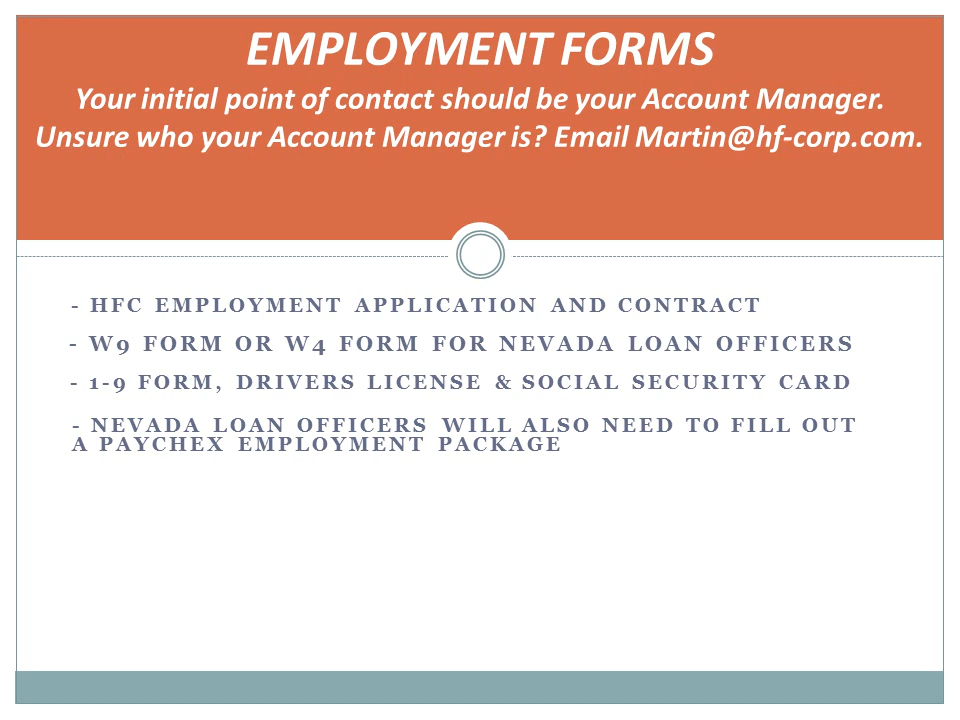 EMPLOYMENT FORMS
Your initial point of contact should be your Account Manager.
Unsure who your Account Manager is? Email Martin@hf-corp.com.
- HFC EMPLOYMENT APPLICATION AND CONTRACT
- W9 FORM OR W4 FORM FOR NEVADA LOAN OFFICERS
- 1-9 FORM, DRIVERS LICENSE & SOCIAL SECURITY CARD
- NEVADA LOAN OFFICERS WILL ALSO NEED TO FILL OUT
A PAYCHEX EMPLOYMENT PACKAGE